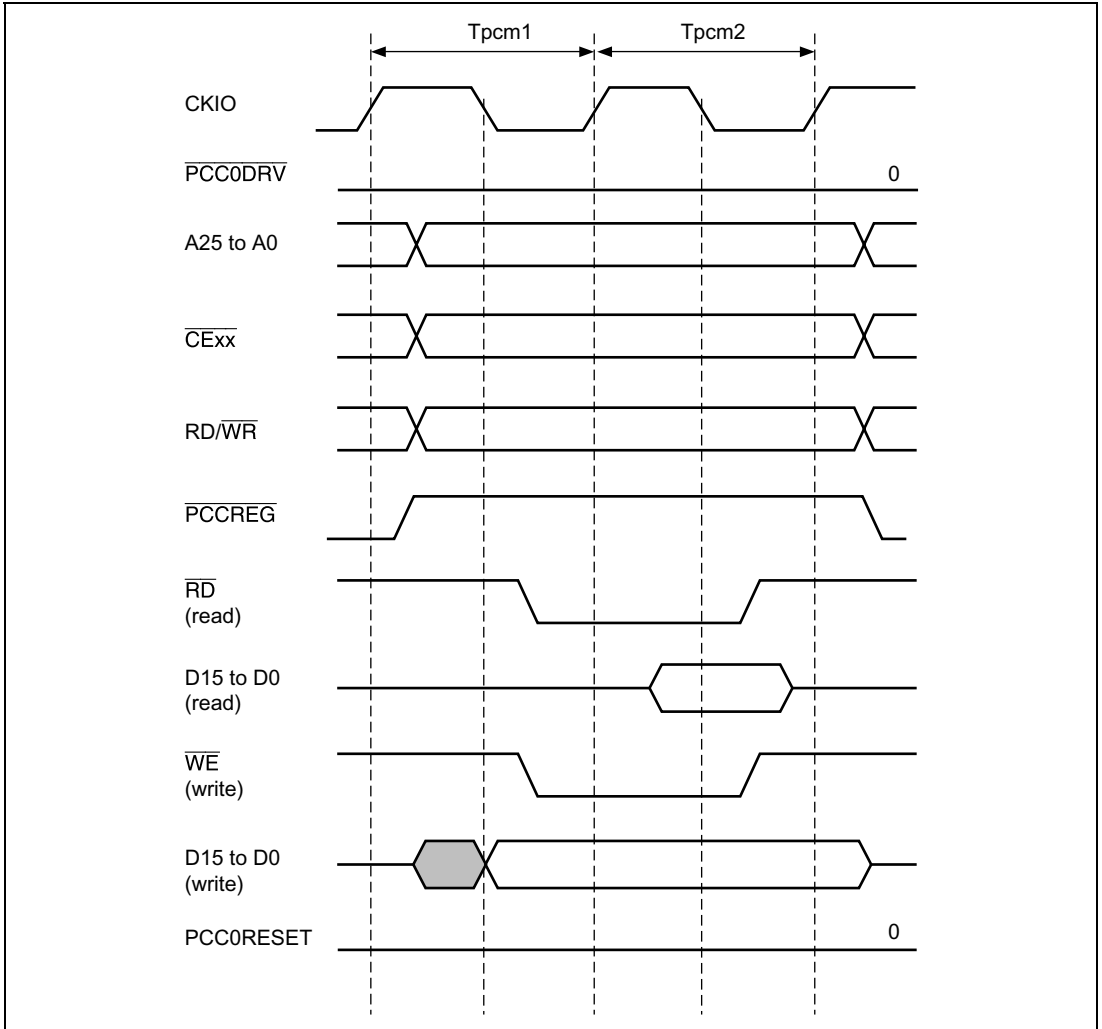 Tpcm1 Tpcm2
CKIO
PCC0DRV 0
A25 to A0
CExx
RD/WR
PCCREG
RD
(read)
D15 to D0
(read)
WE
(write)
D15 to D0
(write)
PCC0RESET 0